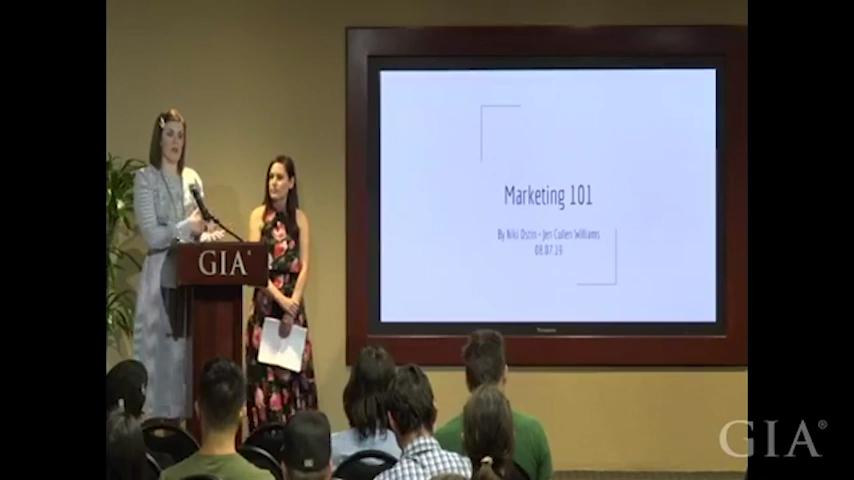 Marketing 101
By Niki Ostin - Jen Cullen Williams
08.07.19
GIA®
GIA®